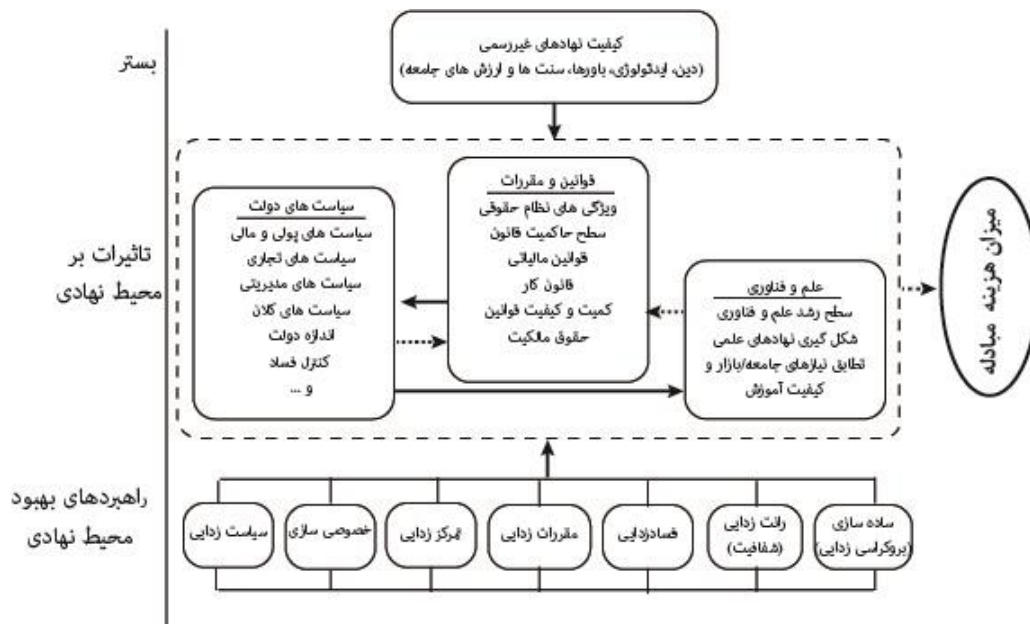 بستر
کیفیت نهادهای غیررسمی
(دین، ایدئولوژی، باورها، سنت ها و ارزش های جامعه)
تاثیرات بر
محیط نهادی
قوانین و مقررات
ویژگی های نظام حقوقی
سطح حاکمیت قانون
قوانین مالیاتی
قانون کار
کمیت و کیفیت قوانین
حقوق مالکیت
سیاست های دولت
سیاست های پولی و مالی
سیاست های تجاری
سیاست های مدیریتی
سیاست های کلان
اندازه دولت
کنترل فساد
و ...
علم و فناوری
سطح رشد علم و فناوری
شکل گیری نهادهای علمی
تطابق نیازهای جامعه/بازار و
کیفیت آموزش
میزان هزینه مبادله
راهبردهای بهبود
محیط نهادی
ساده سازی
(بروکراسی زدایی)
رانت زدایی
(شفافیت)
فسادزدایی
مقررات زدایی
تمرکز زدایی
خصوصی سازی
سیاست زدایی